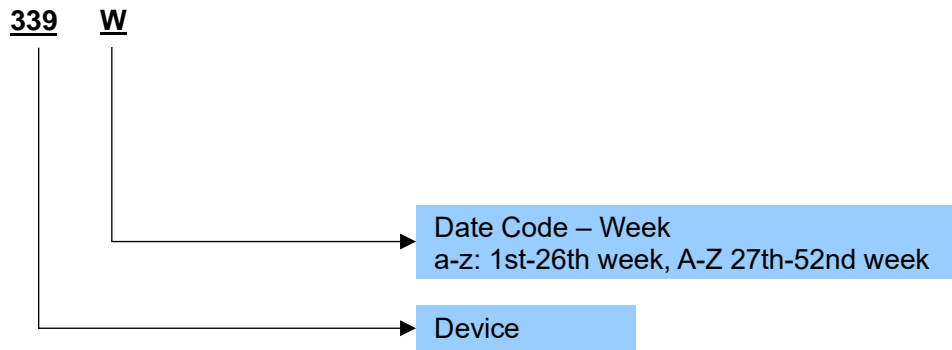 339 W
Date Code – Week
a-z: 1st-26th week, A-Z 27th-52nd week
Device